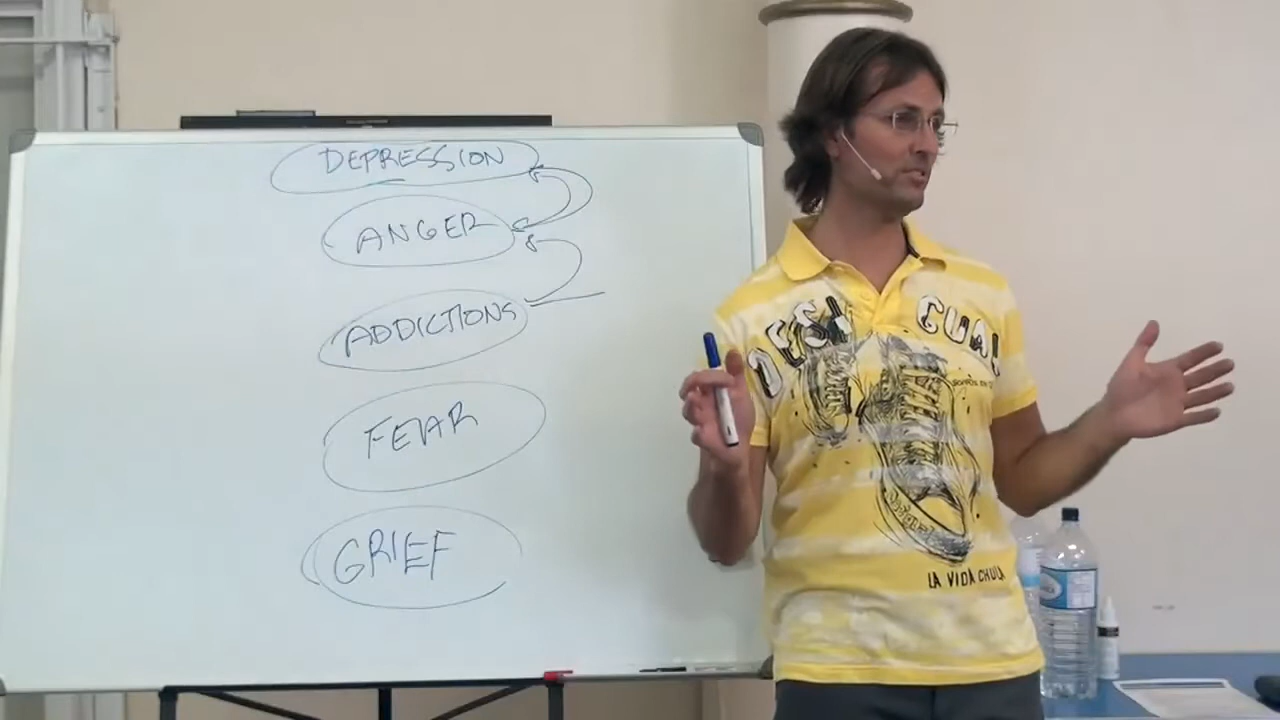 DEPRESSION
ANGER
ADDICTIONS
FEAR
GRIEF
DESI GUAL
LA VIDA CHULA